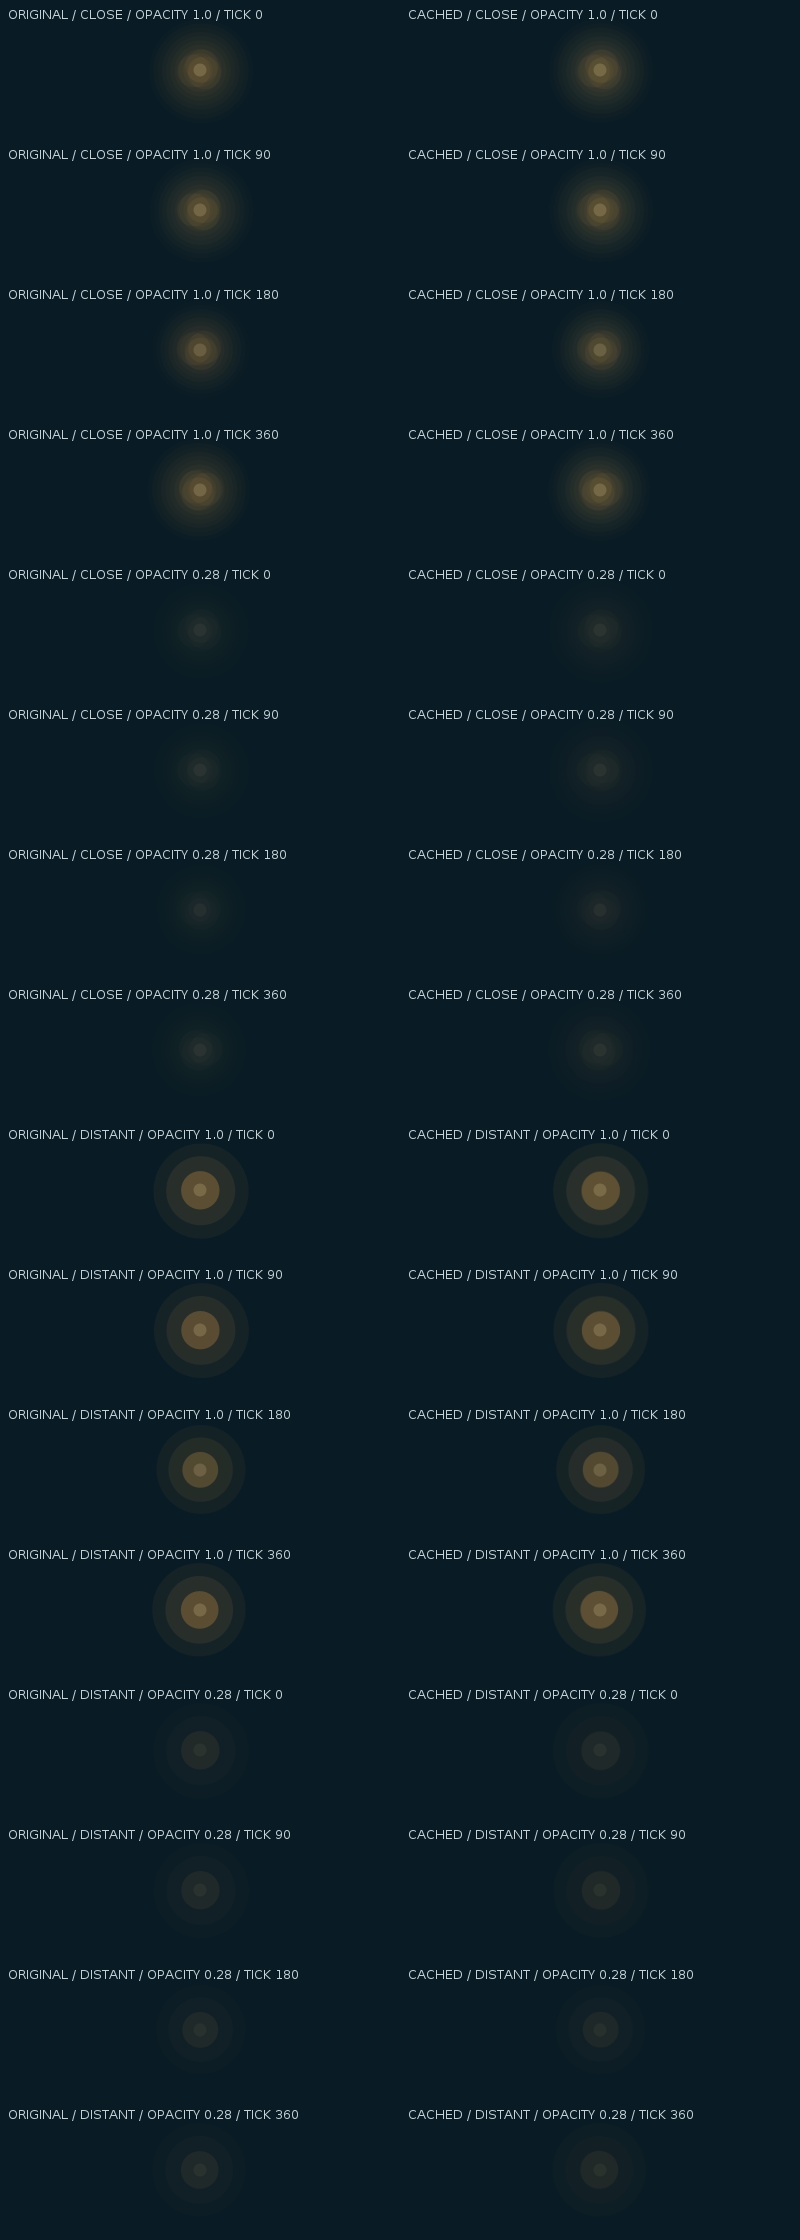 ORIGINAL / CLOSE / OPACITY 1.0 / TICK 0
CACHED / CLOSE / OPACITY 1.0 / TICK 0
ORIGINAL / CLOSE / OPACITY 1.0 / TICK 90
CACHED / CLOSE / OPACITY 1.0 / TICK 90
ORIGINAL / CLOSE / OPACITY 1.0 / TICK 180
CACHED / CLOSE / OPACITY 1.0 / TICK 180
ORIGINAL / CLOSE / OPACITY 1.0 / TICK 360
CACHED / CLOSE / OPACITY 1.0 / TICK 360
ORIGINAL / CLOSE / OPACITY 0.28 / TICK 0
CACHED / CLOSE / OPACITY 0.28 / TICK 0
ORIGINAL / CLOSE / OPACITY 0.28 / TICK 90
CACHED / CLOSE / OPACITY 0.28 / TICK 90
ORIGINAL / CLOSE / OPACITY 0.28 / TICK 180
CACHED / CLOSE / OPACITY 0.28 / TICK 180
ORIGINAL / CLOSE / OPACITY 0.28 / TICK 360
CACHED / CLOSE / OPACITY 0.28 / TICK 360
ORIGINAL / DISTANT / OPACITY 1.0 / TICK 0
CACHED / DISTANT / OPACITY 1.0 / TICK 0
ORIGINAL / DISTANT / OPACITY 1.0 / TICK 90
CACHED / DISTANT / OPACITY 1.0 / TICK 90
ORIGINAL / DISTANT / OPACITY 1.0 / TICK 180
CACHED / DISTANT / OPACITY 1.0 / TICK 180
ORIGINAL / DISTANT / OPACITY 1.0 / TICK 360
CACHED / DISTANT / OPACITY 1.0 / TICK 360
ORIGINAL / DISTANT / OPACITY 0.28 / TICK 0
CACHED / DISTANT / OPACITY 0.28 / TICK 0
ORIGINAL / DISTANT / OPACITY 0.28 / TICK 90
CACHED / DISTANT / OPACITY 0.28 / TICK 90
ORIGINAL / DISTANT / OPACITY 0.28 / TICK 180
CACHED / DISTANT / OPACITY 0.28 / TICK 180
ORIGINAL / DISTANT / OPACITY 0.28 / TICK 360
CACHED / DISTANT / OPACITY 0.28 / TICK 360